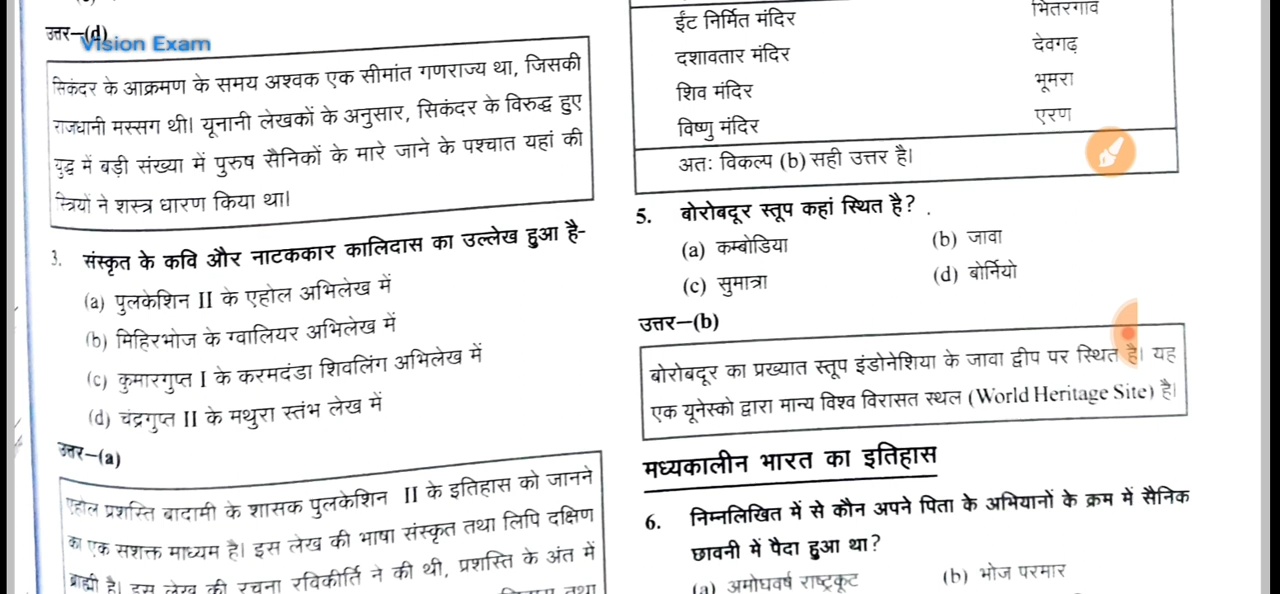 उत्तर–(d)
Vision Exam
सिकंदर के आक्रमण के समय अश्वक एक सीमांत गणराज्य था, जिसकी
राजधानी मस्सग थी। यूनानी लेखकों के अनुसार, सिकंदर के विरुद्ध हुए
युद्ध में बड़ी संख्या में पुरुष सैनिकों के मारे जाने के पश्चात यहां की
स्त्रियों ने शस्त्र धारण किया था।
3. संस्कृत के कवि और नाटककार कालिदास का उल्लेख हुआ है-
(a) पुलकेशिन II के एहोल अभिलेख में
(b) मिहिरभोज के ग्वालियर अभिलेख में
(c) कुमारगुप्त I के करमदंडा शिवलिंग अभिलेख में
(d) चंद्रगुप्त II के मथुरा स्तंभ लेख में
उत्तर–(a)
एहोल प्रशस्ति बादामी के शासक पुलकेशिन II के इतिहास को जानने
का एक सशक्त माध्यम है। इस लेख की भाषा संस्कृत तथा लिपि दक्षिण
ब्राह्मी है। इस लेख की रचना रविकीर्ति ने की थी, प्रशस्ति के अंत में
तथा
ईंट निर्मित मंदिर भितरगांव
दशावतार मंदिर देवगढ़
शिव मंदिर भूमरा
विष्णु मंदिर एरण
अतः विकल्प (b) सही उत्तर है।
5. बोरोबदूर स्तूप कहां स्थित है?
(a) कम्बोडिया (b) जावा
(c) सुमात्रा (d) बोर्नियो
उत्तर–(b)
बोरोबदूर का प्रख्यात स्तूप इंडोनेशिया के जावा द्वीप पर स्थित है। यह
एक यूनेस्को द्वारा मान्य विश्व विरासत स्थल (World Heritage Site) है।
मध्यकालीन भारत का इतिहास
6. निम्नलिखित में से कौन अपने पिता के अभियानों के क्रम में सैनिक
छावनी में पैदा हुआ था?
(a) अमोघवर्ष राष्ट्रकूट (b) भोज परमार